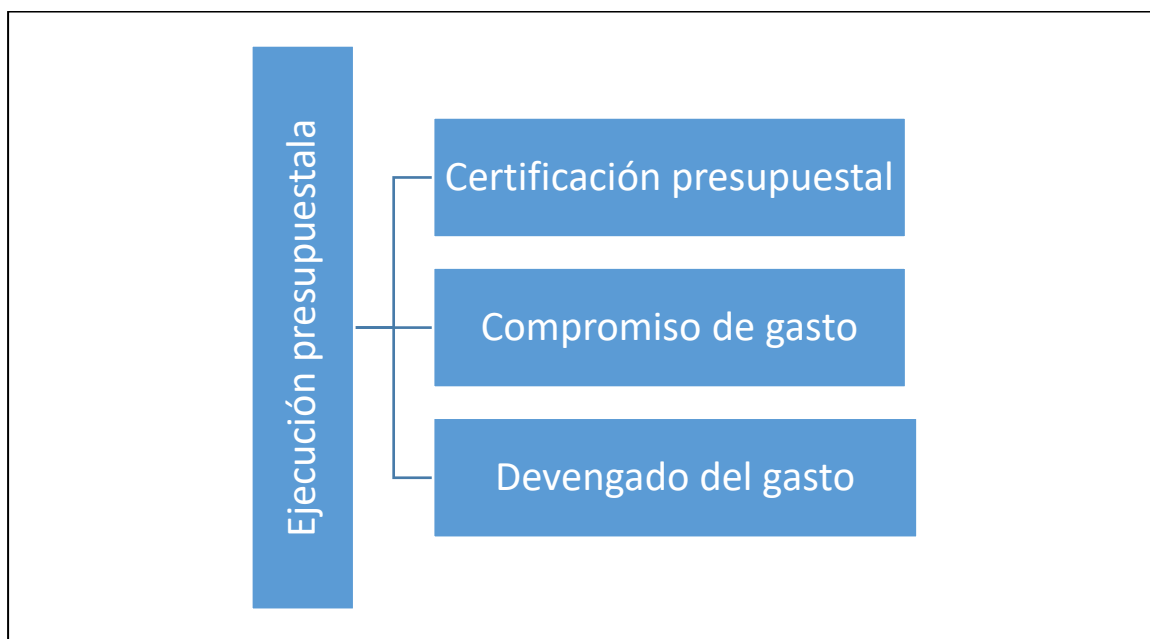 Ejecución presupuestala
Certificación presupuestal
Compromiso de gasto
Devengado del gasto